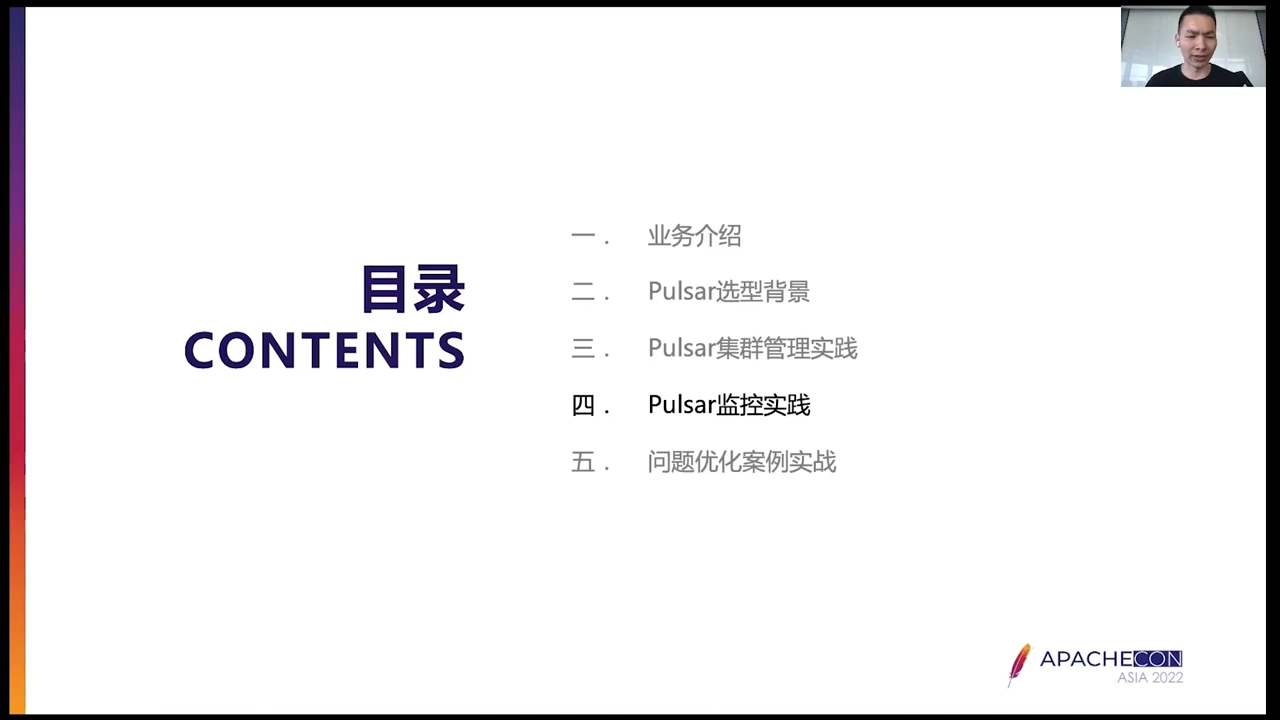 目录
CONTENTS
一． 业务介绍
二． Pulsar选型背景
三． Pulsar集群管理实践
四． Pulsar监控实践
五． 问题优化案例实战
APACHECON
ASIA 2022